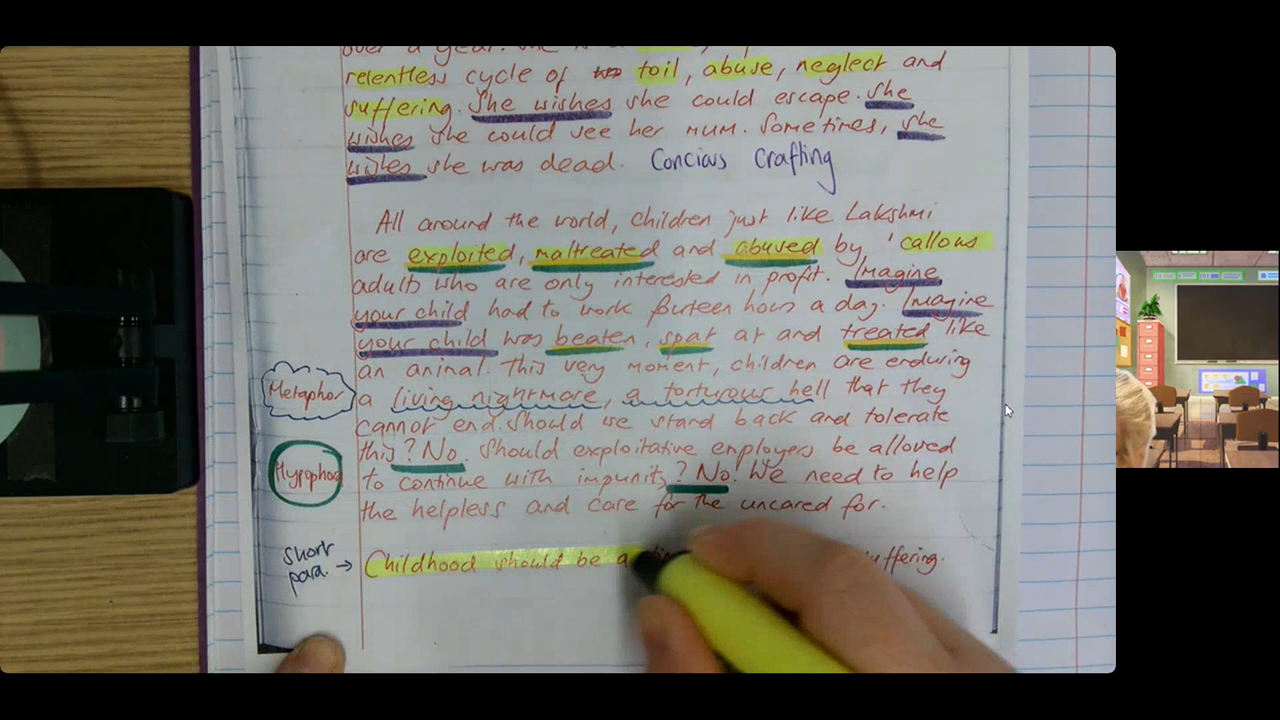 over a year. She is a
relentless cycle of toil, abuse, neglect and
suffering. She wishes she could escape. She
wishes she could see her mum. Sometimes, she
wishes she was dead. Concious Crafting
All around the world, children just like Lakshmi
are exploited, maltreated and abused by 'callous
adults who are only interested in profit. Imagine
your child had to work fourteen hours a day. Imagine
your child was beaten, spat at and treated like
an animal. This very moment, children are enduring
Metaphor
a living nightmare, a torturous hell that they
cannot end. Should we stand back and tolerate
this? No. Should exploitative employers be allowed
Hypophora
to continue with impunity? No. We need to help
the helpless and care for the uncared for.
Short
para. →
Childhood should be a suffering.